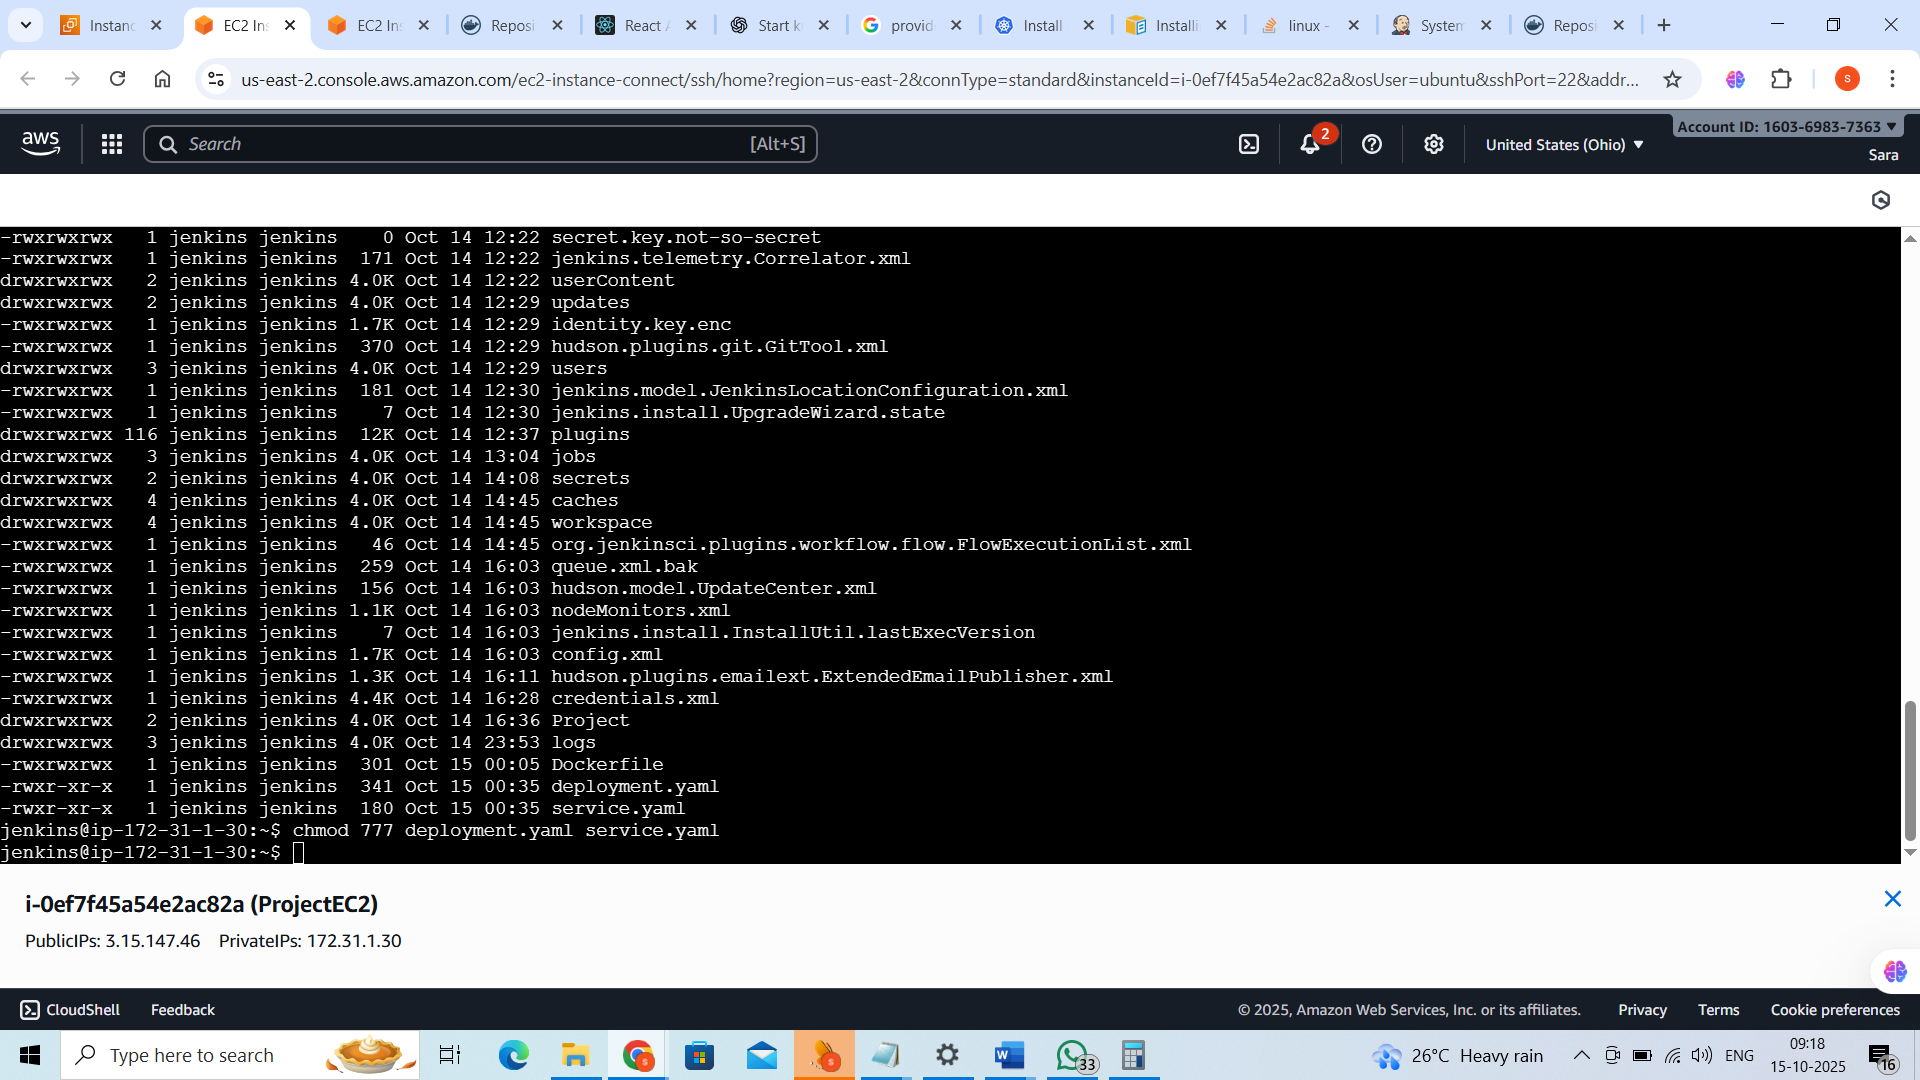 Instanc
EC2 Ins
EC2 Ins
Reposi
React A
Start k
provid
Install
Installi
linux -
System
Reposi
us-east-2.console.aws.amazon.com/ec2-instance-connect/ssh/home?region=us-east-2&connType=standard&instanceId=i-0ef7f45a54e2ac82a&osUser=ubuntu&sshPort=22&addr...
S
aws
Search
[Alt+S]
2
United States (Ohio)
Account ID: 1603-6983-7363
Sara
-rwxrwxrwx 1 jenkins jenkins 0 Oct 14 12:22 secret.key.not-so-secret
-rwxrwxrwx 1 jenkins jenkins 171 Oct 14 12:22 jenkins.telemetry.Correlator.xml
drwxrwxrwx 2 jenkins jenkins 4.0K Oct 14 12:22 userContent
drwxrwxrwx 2 jenkins jenkins 4.0K Oct 14 12:29 updates
-rwxrwxrwx 1 jenkins jenkins 1.7K Oct 14 12:29 identity.key.enc
-rwxrwxrwx 1 jenkins jenkins 370 Oct 14 12:29 hudson.plugins.git.GitTool.xml
drwxrwxrwx 3 jenkins jenkins 4.0K Oct 14 12:29 users
-rwxrwxrwx 1 jenkins jenkins 181 Oct 14 12:30 jenkins.model.JenkinsLocationConfiguration.xml
-rwxrwxrwx 1 jenkins jenkins 7 Oct 14 12:30 jenkins.install.UpgradeWizard.state
drwxrwxrwx 116 jenkins jenkins 12K Oct 14 12:37 plugins
drwxrwxrwx 3 jenkins jenkins 4.0K Oct 14 13:04 jobs
drwxrwxrwx 2 jenkins jenkins 4.0K Oct 14 14:08 secrets
drwxrwxrwx 4 jenkins jenkins 4.0K Oct 14 14:45 caches
drwxrwxrwx 4 jenkins jenkins 4.0K Oct 14 14:45 workspace
-rwxrwxrwx 1 jenkins jenkins 46 Oct 14 14:45 org.jenkinsci.plugins.workflow.flow.FlowExecutionList.xml
-rwxrwxrwx 1 jenkins jenkins 259 Oct 14 16:03 queue.xml.bak
-rwxrwxrwx 1 jenkins jenkins 156 Oct 14 16:03 hudson.model.UpdateCenter.xml
-rwxrwxrwx 1 jenkins jenkins 1.1K Oct 14 16:03 nodeMonitors.xml
-rwxrwxrwx 1 jenkins jenkins 7 Oct 14 16:03 jenkins.install.InstallUtil.lastExecVersion
-rwxrwxrwx 1 jenkins jenkins 1.7K Oct 14 16:03 config.xml
-rwxrwxrwx 1 jenkins jenkins 1.3K Oct 14 16:11 hudson.plugins.emailext.ExtendedEmailPublisher.xml
-rwxrwxrwx 1 jenkins jenkins 4.4K Oct 14 16:28 credentials.xml
drwxrwxrwx 2 jenkins jenkins 4.0K Oct 14 16:36 Project
drwxrwxrwx 3 jenkins jenkins 4.0K Oct 14 23:53 logs
-rwxrwxrwx 1 jenkins jenkins 301 Oct 15 00:05 Dockerfile
-rwxr-xr-x 1 jenkins jenkins 341 Oct 15 00:35 deployment.yaml
-rwxr-xr-x 1 jenkins jenkins 180 Oct 15 00:35 service.yaml
jenkins@ip-172-31-1-30:~$ chmod 777 deployment.yaml service.yaml
jenkins@ip-172-31-1-30:~$
i-0ef7f45a54e2ac82a (ProjectEC2)
PublicIPs: 3.15.147.46 PrivateIPs: 172.31.1.30
CloudShell Feedback
© 2025, Amazon Web Services, Inc. or its affiliates. Privacy Terms Cookie preferences
Type here to search
S
S
33
26°C Heavy rain
ENG
09:18
15-10-2025
16